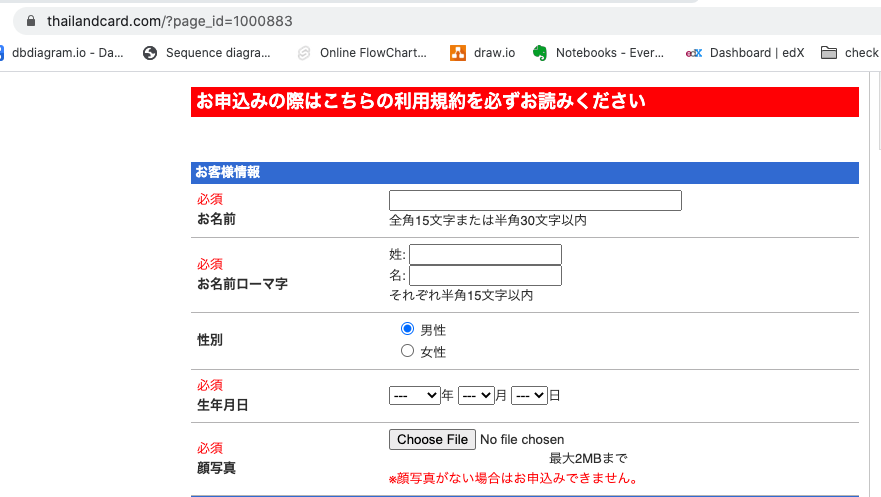 thailandcard.com/?page_id=1000883
dbdiagram.io - Da... Sequence diagra... Online FlowChart... draw.io Notebooks - Ever... edX Dashboard | edX check
お申込みの際はこちらの利用規約を必ずお読みください
お客様情報
必須
お名前
全角15文字または半角30文字以内
必須
お名前ローマ字
姓:
名:
それぞれ半角15文字以内
性別
男性
女性
必須
生年月日
--- 年 --- 月 --- 日
必須
顔写真
Choose File No file chosen
最大2MBまで
※顔写真がない場合はお申込みできません。